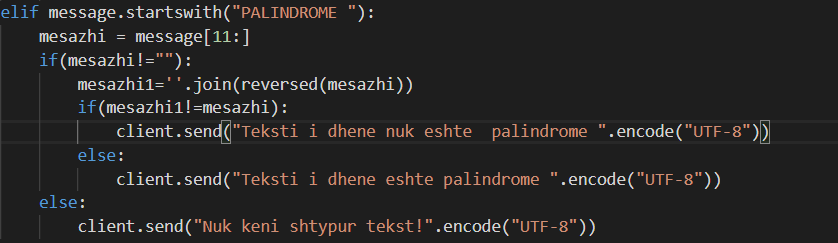 elif message.startswith("PALINDROME "):
    mesazhi = message[11:]
    if(mesazhi!=""):
        mesazhi1=''.join(reversed(mesazhi))
        if(mesazhi1!=mesazhi):
            client.send("Teksti i dhene nuk eshte  palindrome ".encode("UTF-8"))
        else:
            client.send("Teksti i dhene eshte palindrome ".encode("UTF-8"))
    else:
        client.send("Nuk keni shtypur tekst!".encode("UTF-8"))